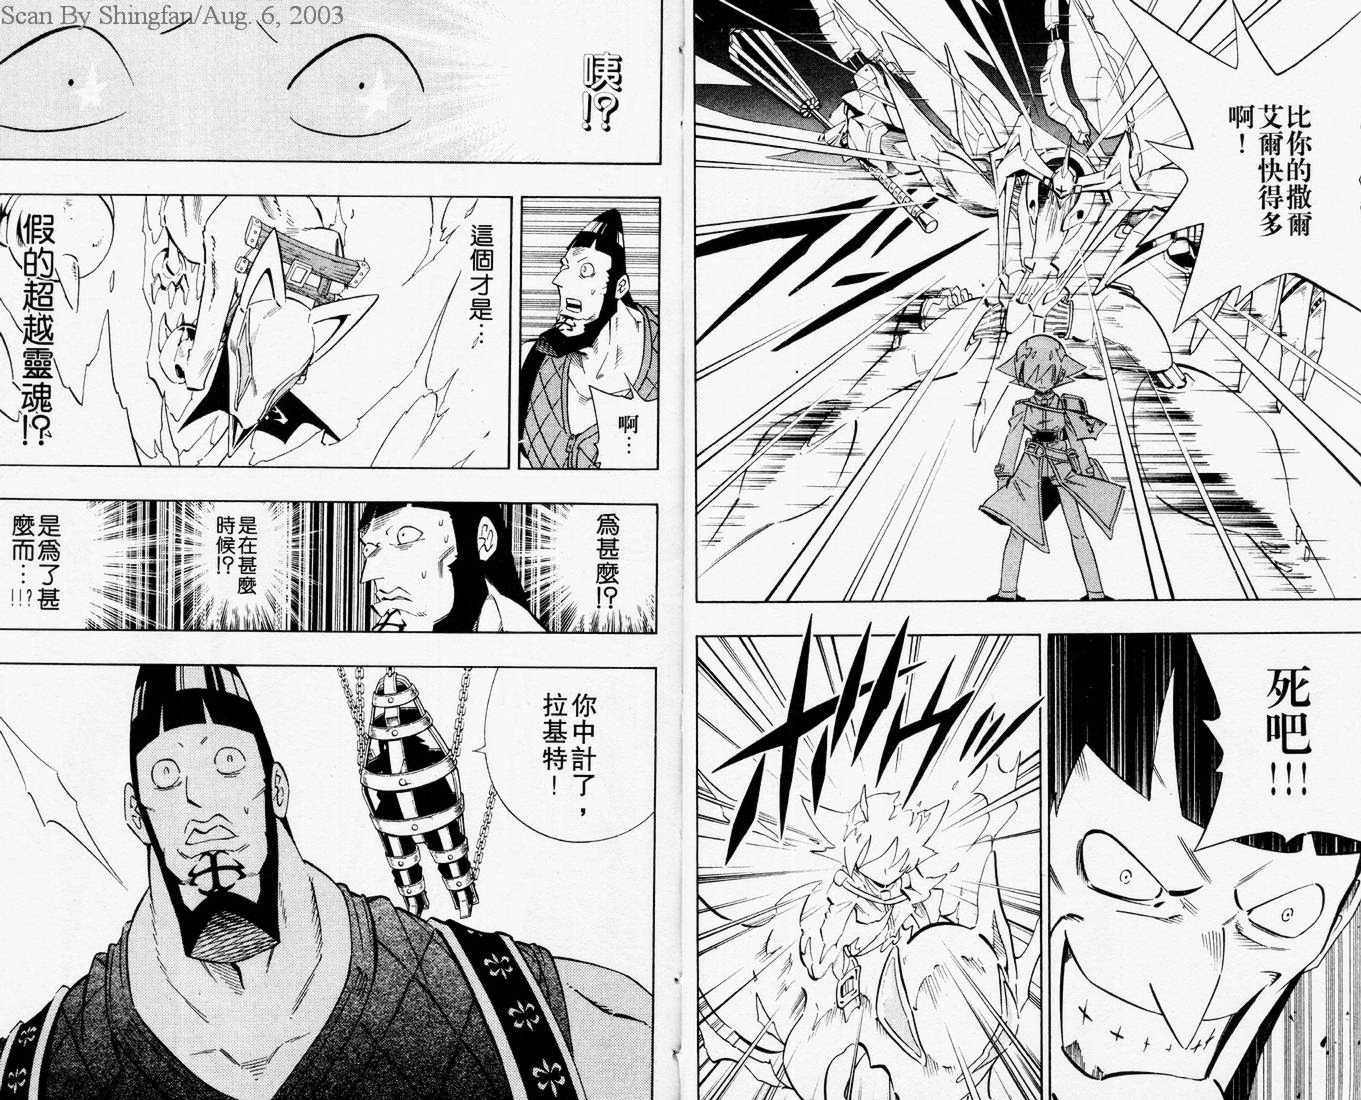 Scan By Shingfan/Aug. 6, 2003
比你的撒爾
艾爾快得多
啊！
死吧!!!
咦!?
啊…
這個才是…
假的超越靈魂!?
為甚麼!?
是在甚麼
時候!?
是為了甚
麼而…!!?
你中計了，
拉基特！